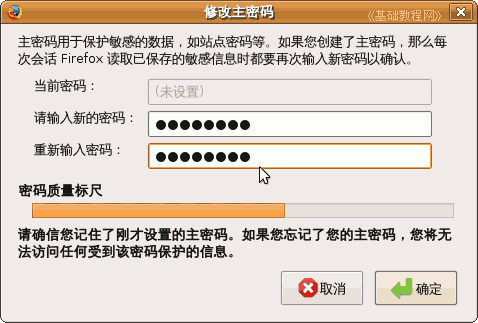 修改主密码
《基础教程网》
主密码用于保护敏感的数据，如站点密码等。如果您创建了主密码，那么每
次会话 Firefox 读取已保存的敏感信息时都要再次输入新密码以确认。
当前密码：
(未设置)
请输入新的密码：
●●●●●●●●
重新输入密码：
●●●●●●●●
密码质量标尺
请确信您记住了刚才设置的主密码。如果您忘记了您的主密码，您将无
法访问任何受到该密码保护的信息。
取消
确定